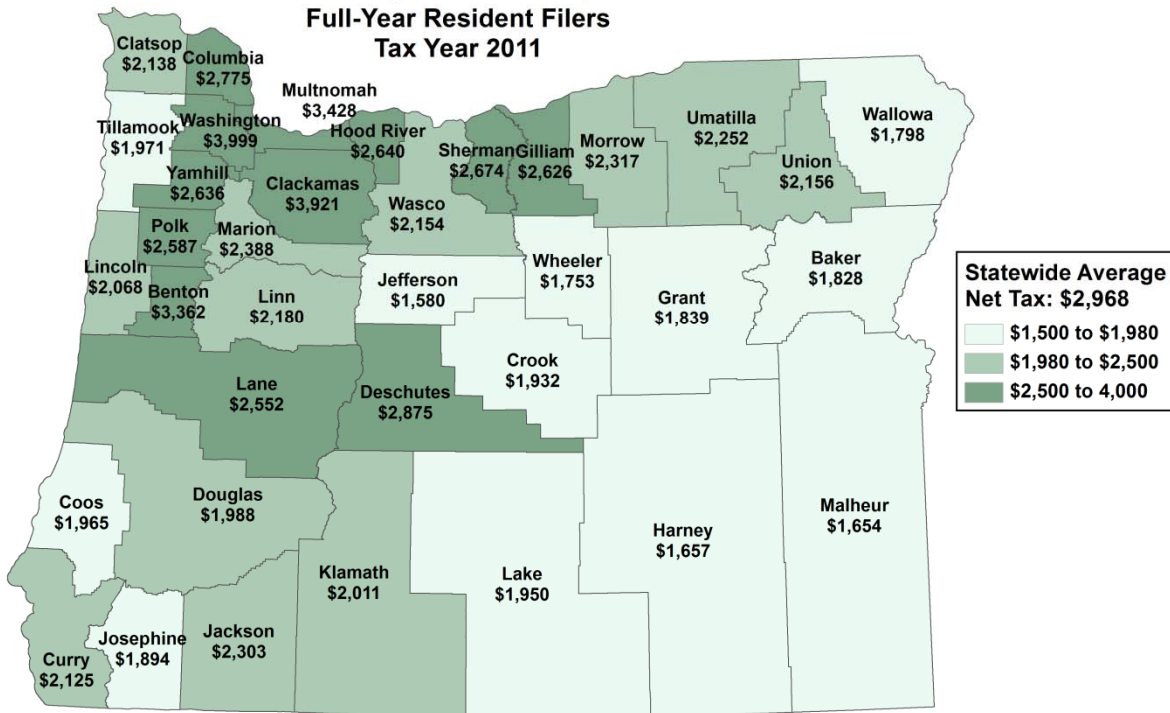 Full-Year Resident Filers
Tax Year 2011
Clatsop
$2,138
Columbia
$2,775
Multnomah
$3,428
Tillamook
$1,971
Washington
$3,999
Hood River
$2,640
Sherman
$2,674
Gilliam
$2,626
Morrow
$2,317
Umatilla
$2,252
Wallowa
$1,798
Union
$2,156
Yamhill
$2,636
Clackamas
$3,921
Wasco
$2,154
Polk
$2,587
Marion
$2,388
Lincoln
$2,068
Benton
$3,362
Linn
$2,180
Jefferson
$1,580
Wheeler
$1,753
Grant
$1,839
Baker
$1,828
Crook
$1,932
Lane
$2,552
Deschutes
$2,875
Coos
$1,965
Douglas
$1,988
Klamath
$2,011
Lake
$1,950
Harney
$1,657
Malheur
$1,654
Curry
$2,125
Josephine
$1,894
Jackson
$2,303
Statewide Average
Net Tax: $2,968
$1,500 to $1,980
$1,980 to $2,500
$2,500 to 4,000